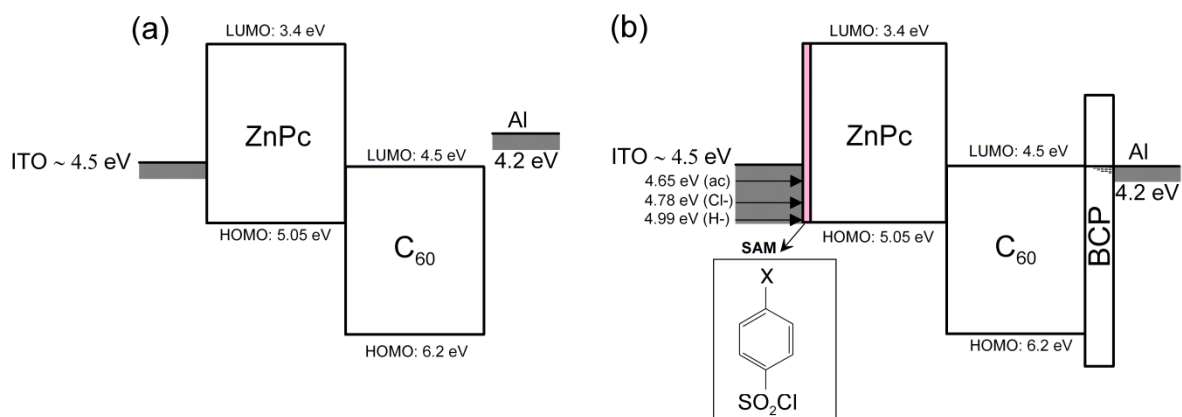 (a)
LUMO: 3.4 eV
ZnPc
ITO ~ 4.5 eV
HOMO: 5.05 eV
LUMO: 4.5 eV
C60
HOMO: 6.2 eV
Al
4.2 eV
(b)
LUMO: 3.4 eV
ZnPc
ITO ~ 4.5 eV
4.65 eV (ac)
4.78 eV (Cl-)
4.99 eV (H-)
HOMO: 5.05 eV
SAM
X
SO2Cl
LUMO: 4.5 eV
C60
HOMO: 6.2 eV
BCP
Al
4.2 eV